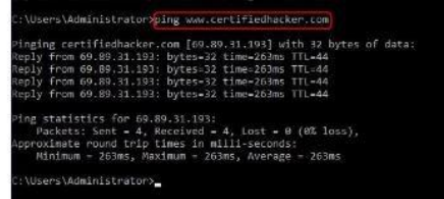 C:\Users\Administrator>ping www.certifiedhacker.com
Pinging certifiedhacker.com [69.89.31.193] with 32 bytes of data:
Reply from 69.89.31.193: bytes=32 time=263ms TTL=44
Reply from 69.89.31.193: bytes=32 time=263ms TTL=44
Reply from 69.89.31.193: bytes=32 time=263ms TTL=44
Reply from 69.89.31.193: bytes=32 time=263ms TTL=44
Ping statistics for 69.89.31.193:
Packets: Sent = 4, Received = 4, Lost = 0 (0% loss),
Approximate round trip times in milli-seconds:
Minimum = 263ms, Maximum = 263ms, Average = 263ms
C:\Users\Administrator>